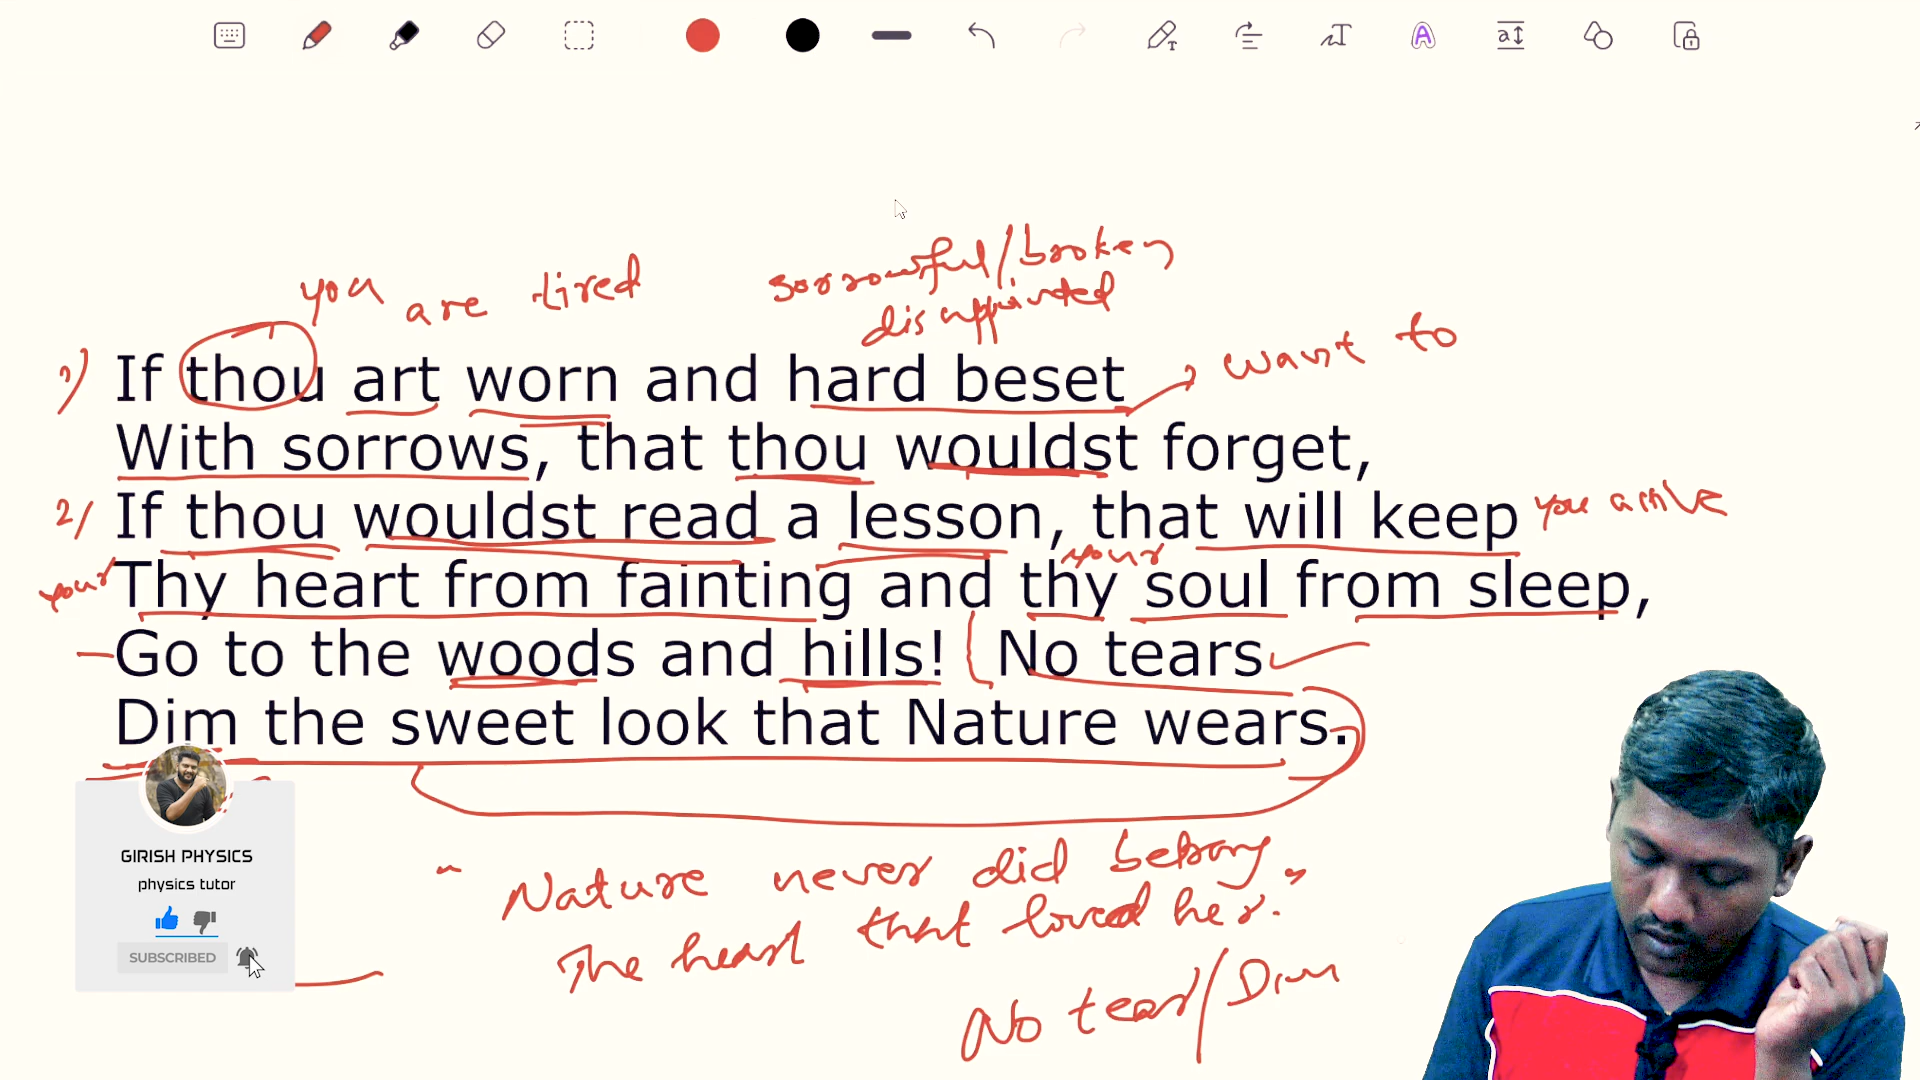 you are tired
sorrowful/broken
disappointed
want to
1) If thou art worn and hard beset
With sorrows, that thou wouldst forget,
2) If thou wouldst read a lesson, that will keep
your your
Thy heart from fainting and thy soul from sleep,
Go to the woods and hills! No tears
Dim the sweet look that Nature wears.
GIRISH PHYSICS
physics tutor
SUBSCRIBED
"Nature never did betray
The heart that loved her."
No tear/Dim